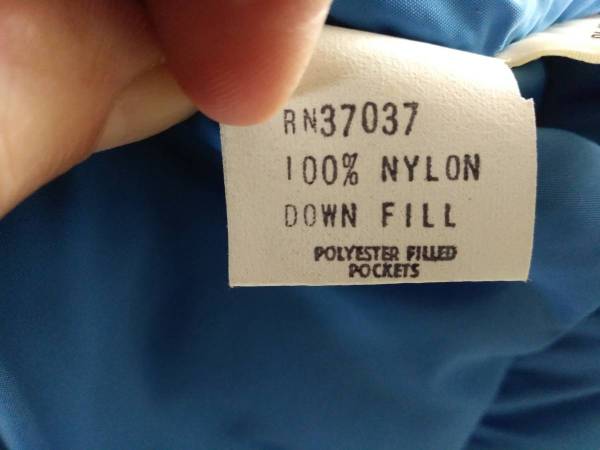 RN37037
100% NYLON
DOWN FILL
POLYESTER FILLED
POCKETS